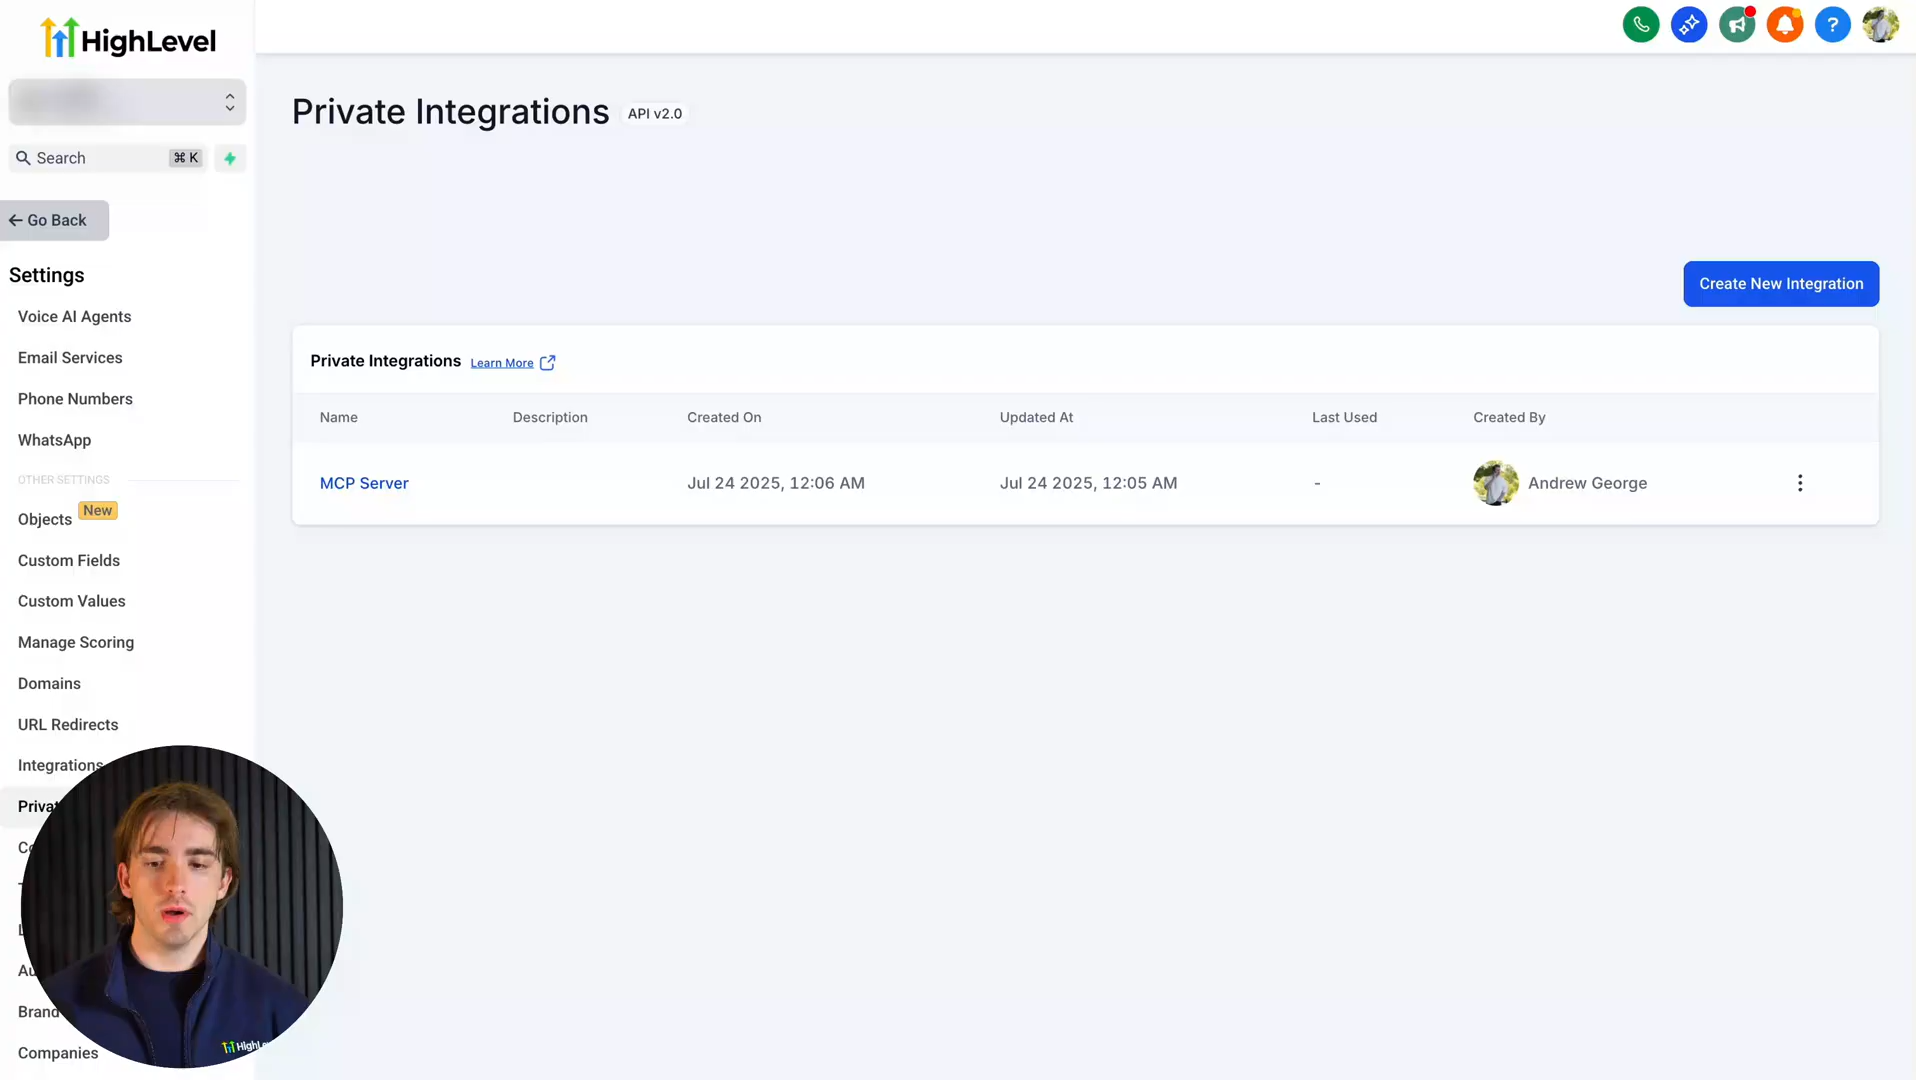 HighLevel
Search
⌘ K
Go Back
Settings
Voice AI Agents
Email Services
Phone Numbers
WhatsApp
OTHER SETTINGS
Objects New
Custom Fields
Custom Values
Manage Scoring
Domains
URL Redirects
Integrations
Brand
Companies
Private Integrations API v2.0
Create New Integration
Private Integrations Learn More
Name Description Created On Updated At Last Used Created By
MCP Server Jul 24 2025, 12:06 AM Jul 24 2025, 12:05 AM - Andrew George